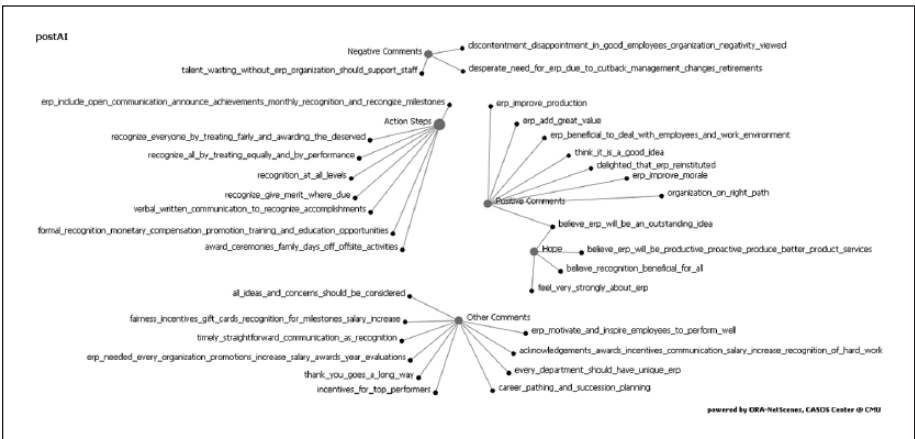 postAI
Negative Comments
discontentment_disappointment_in_good_employees_organization_negativity_viewed
talent_wasting_without_erp_organization_should_support_staff
desperate_need_for_erp_due_to_cutback_management_changes_retirements
erp_include_open_communication_announce_achievements_monthly_recognition_and_recongize_milestones
Action Steps
recognize_everyone_by_treating_fairly_and_awarding_the_deserved
recognize_all_by_treating_equally_and_by_performance
recognition_at_all_levels
recognize_give_merit_where_due
verbal_written_communication_to_recognize_accomplishments
formal_recognition_monetary_compensation_promotion_training_and_education_opportunities
award_ceremonies_family_days_off_offsite_activities
erp_improve_production
erp_add_great_value
erp_beneficial_to_deal_with_employees_and_work_environment
think_it_is_a_good_idea
delighted_that_erp_reinstituted
erp_improve_morale
organization_on_right_path
Positive Comments
believe_erp_will_be_an_outstanding_idea
Hope
believe_erp_will_be_productive_proactive_produce_better_product_services
believe_recognition_beneficial_for_all
feel_very_strongly_about_erp
all_ideas_and_concerns_should_be_considered
fairness_incentives_gift_cards_recognition_for_milestones_salary_increase
timely_straightforward_communication_as_recognition
erp_needed_every_organization_promotions_increase_salary_awards_year_evaluations
thank_you_goes_a_long_way
incentives_for_top_performers
Other Comments
erp_motivate_and_inspire_employees_to_perform_well
acknowledgements_awards_incentives_communication_salary_increase_recognition_of_hard_work
every_department_should_have_unique_erp
career_pathing_and_succession_planning
powered by ORA-NetScenes, CASOS Center @ CMU